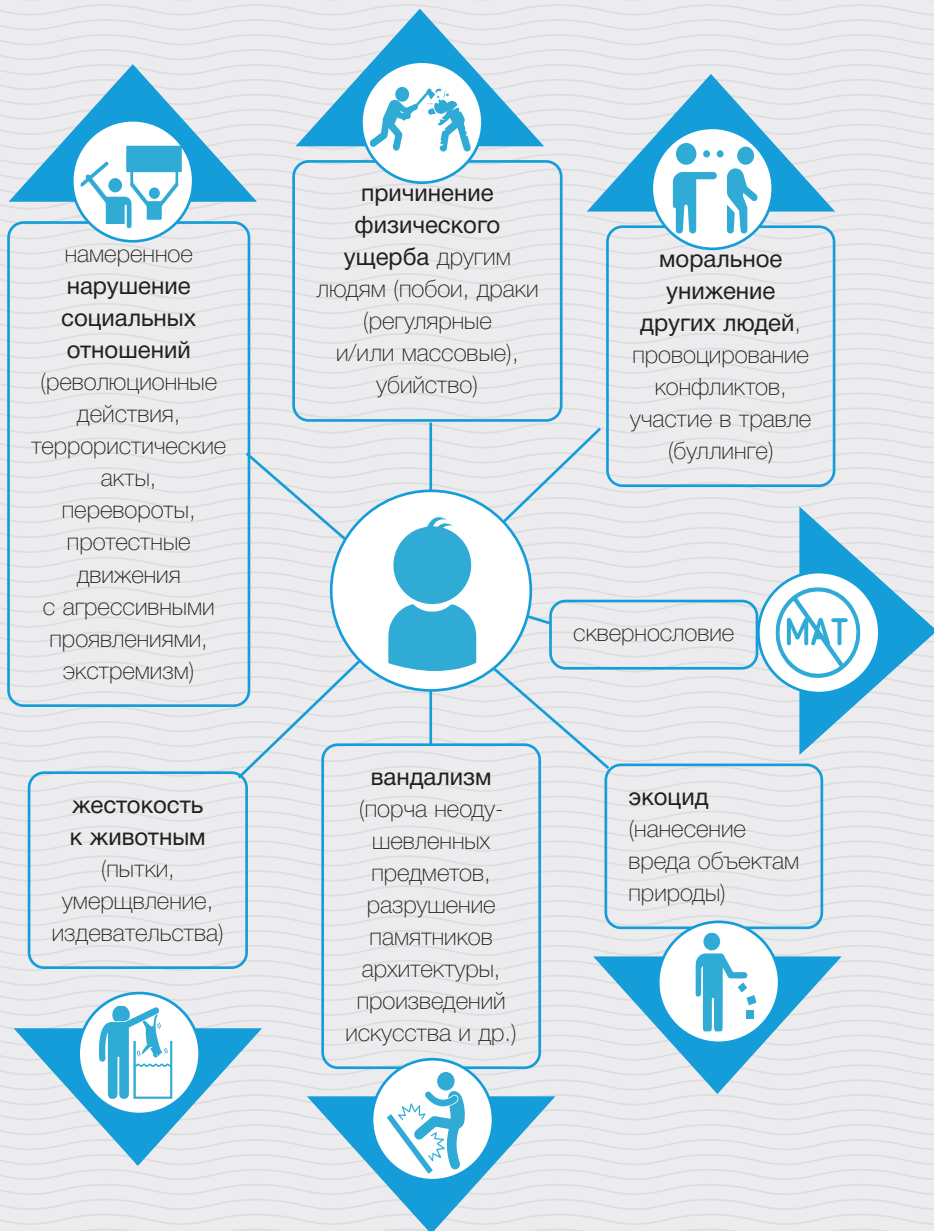 намеренное
нарушение
социальных
отношений
(революционные
действия,
террористические
акты,
перевороты,
протестные
движения
с агрессивными
проявлениями,
экстремизм)
причинение
физического
ущерба другим
людям (побои, драки
(регулярные
и/или массовые),
убийство)
моральное
унижение
других людей,
провоцирование
конфликтов,
участие в травле
(буллинге)
сквернословие
МАТ
жестокость
к животным
(пытки,
умерщвление,
издевательства)
вандализм
(порча неоду-
шевленных
предметов,
разрушение
памятников
архитектуры,
произведений
искусства и др.)
экоцид
(нанесение
вреда объектам
природы)